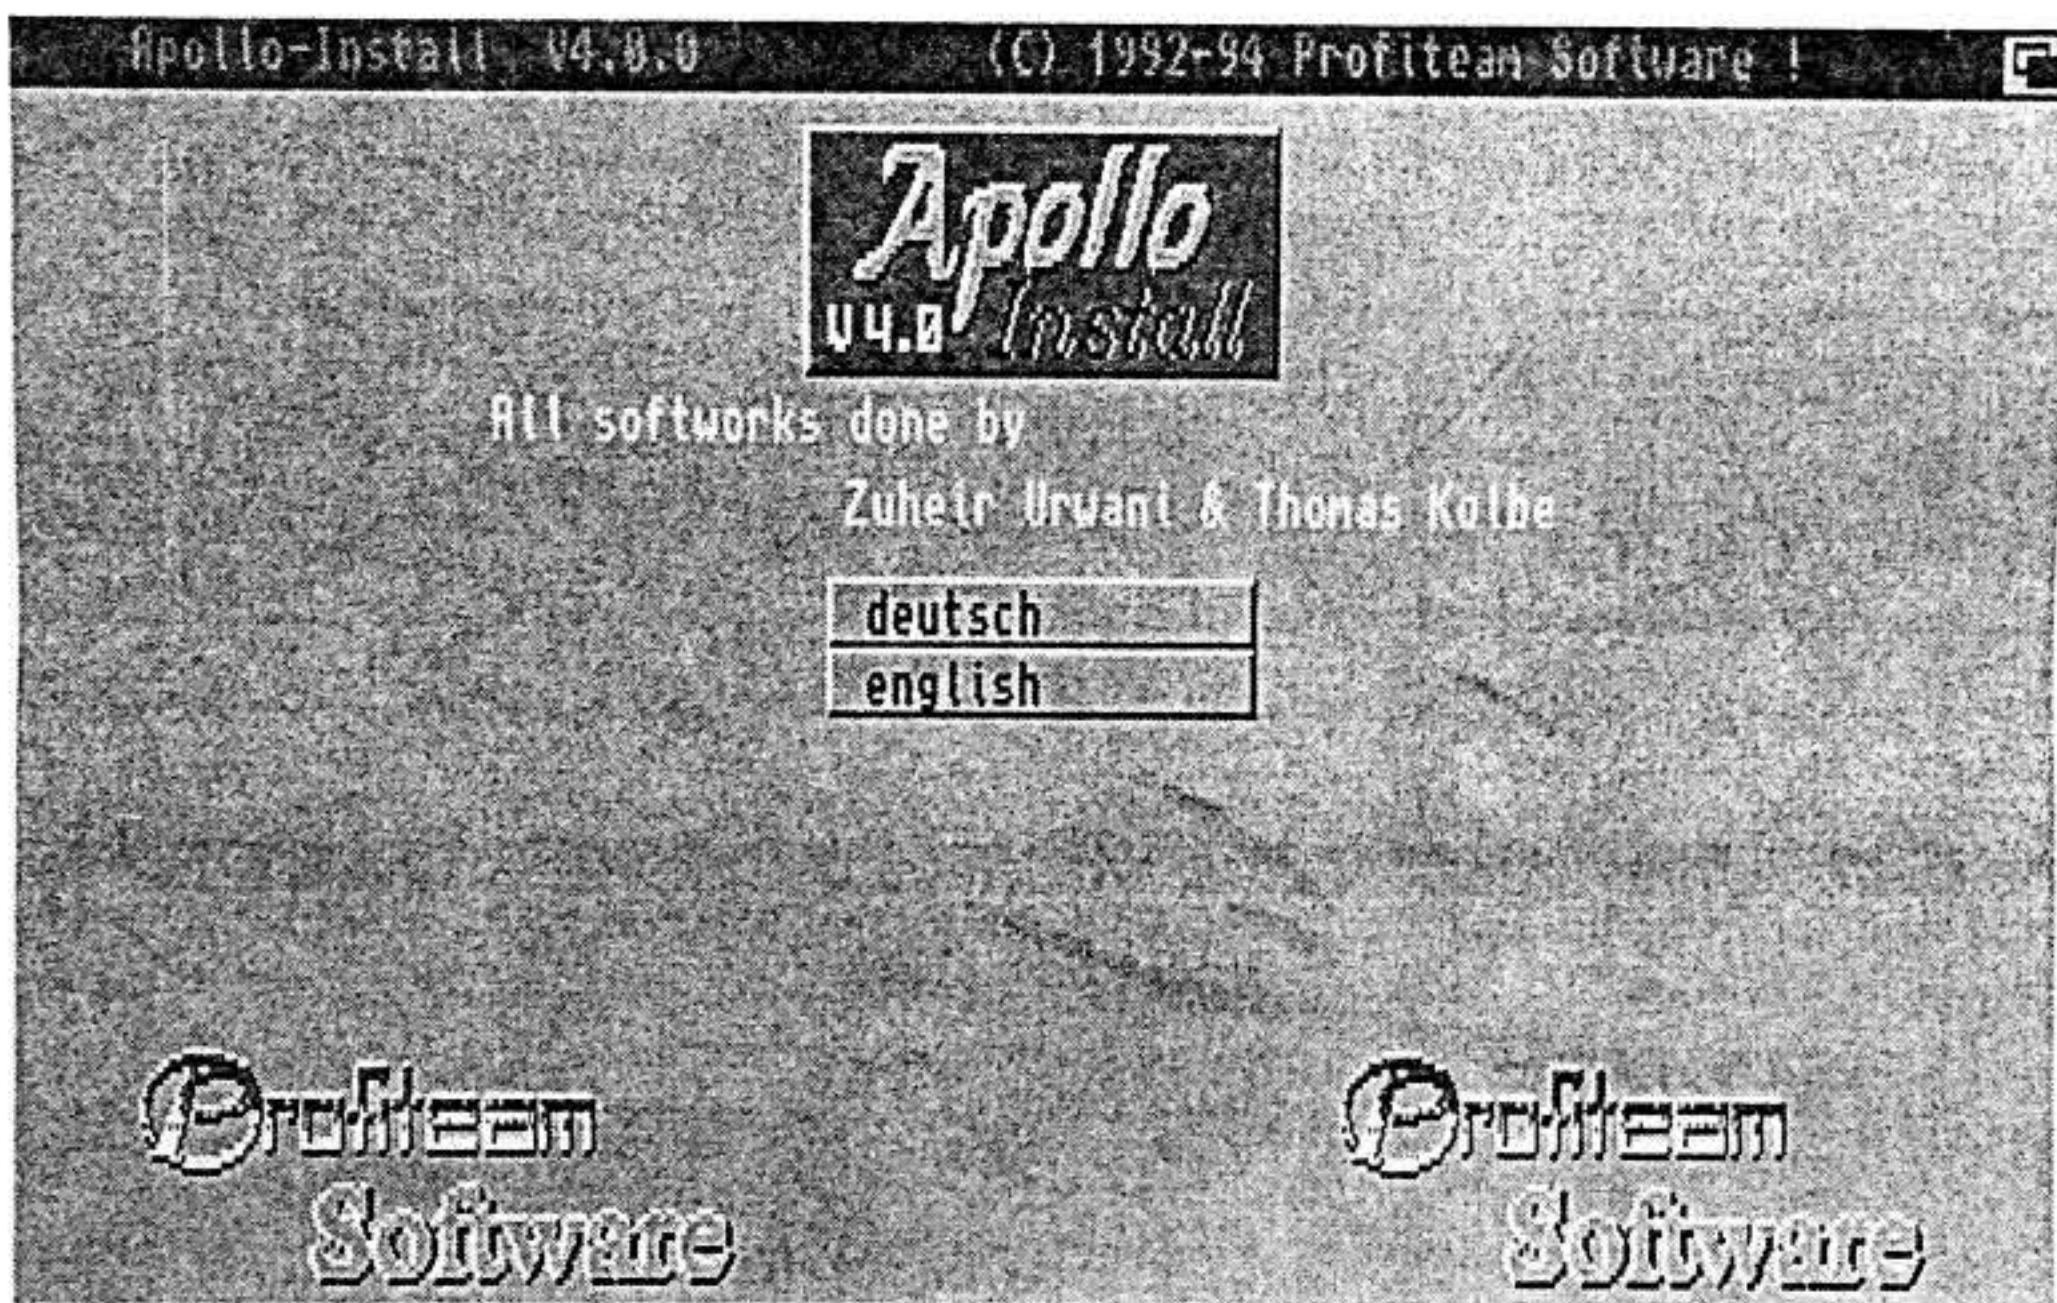 Apollo-Install V4.0.0 (C) 1992-94 Profiteam Software !
Apollo
V4.0 Install
All softworks done by
Zuheir Urwani & Thomas Kolbe
deutsch
english
Profiteam Profiteam
Software Software